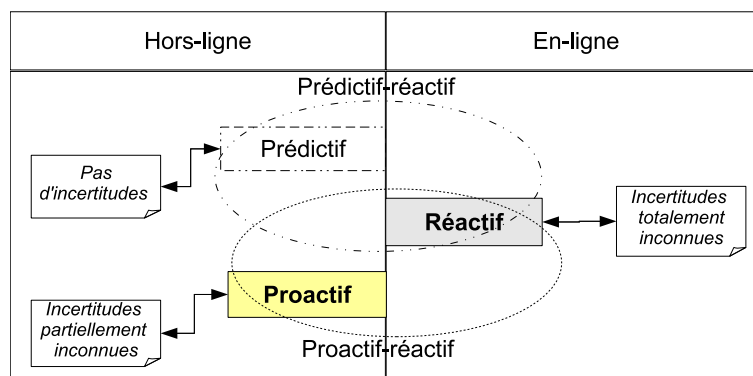 Hors-ligne
En-ligne
Prédictif-réactif
Prédictif
Pas
d'incertitudes
Réactif
Incertitudes
totalement
inconnues
Proactif
Incertitudes
partiellement
inconnues
Proactif-réactif